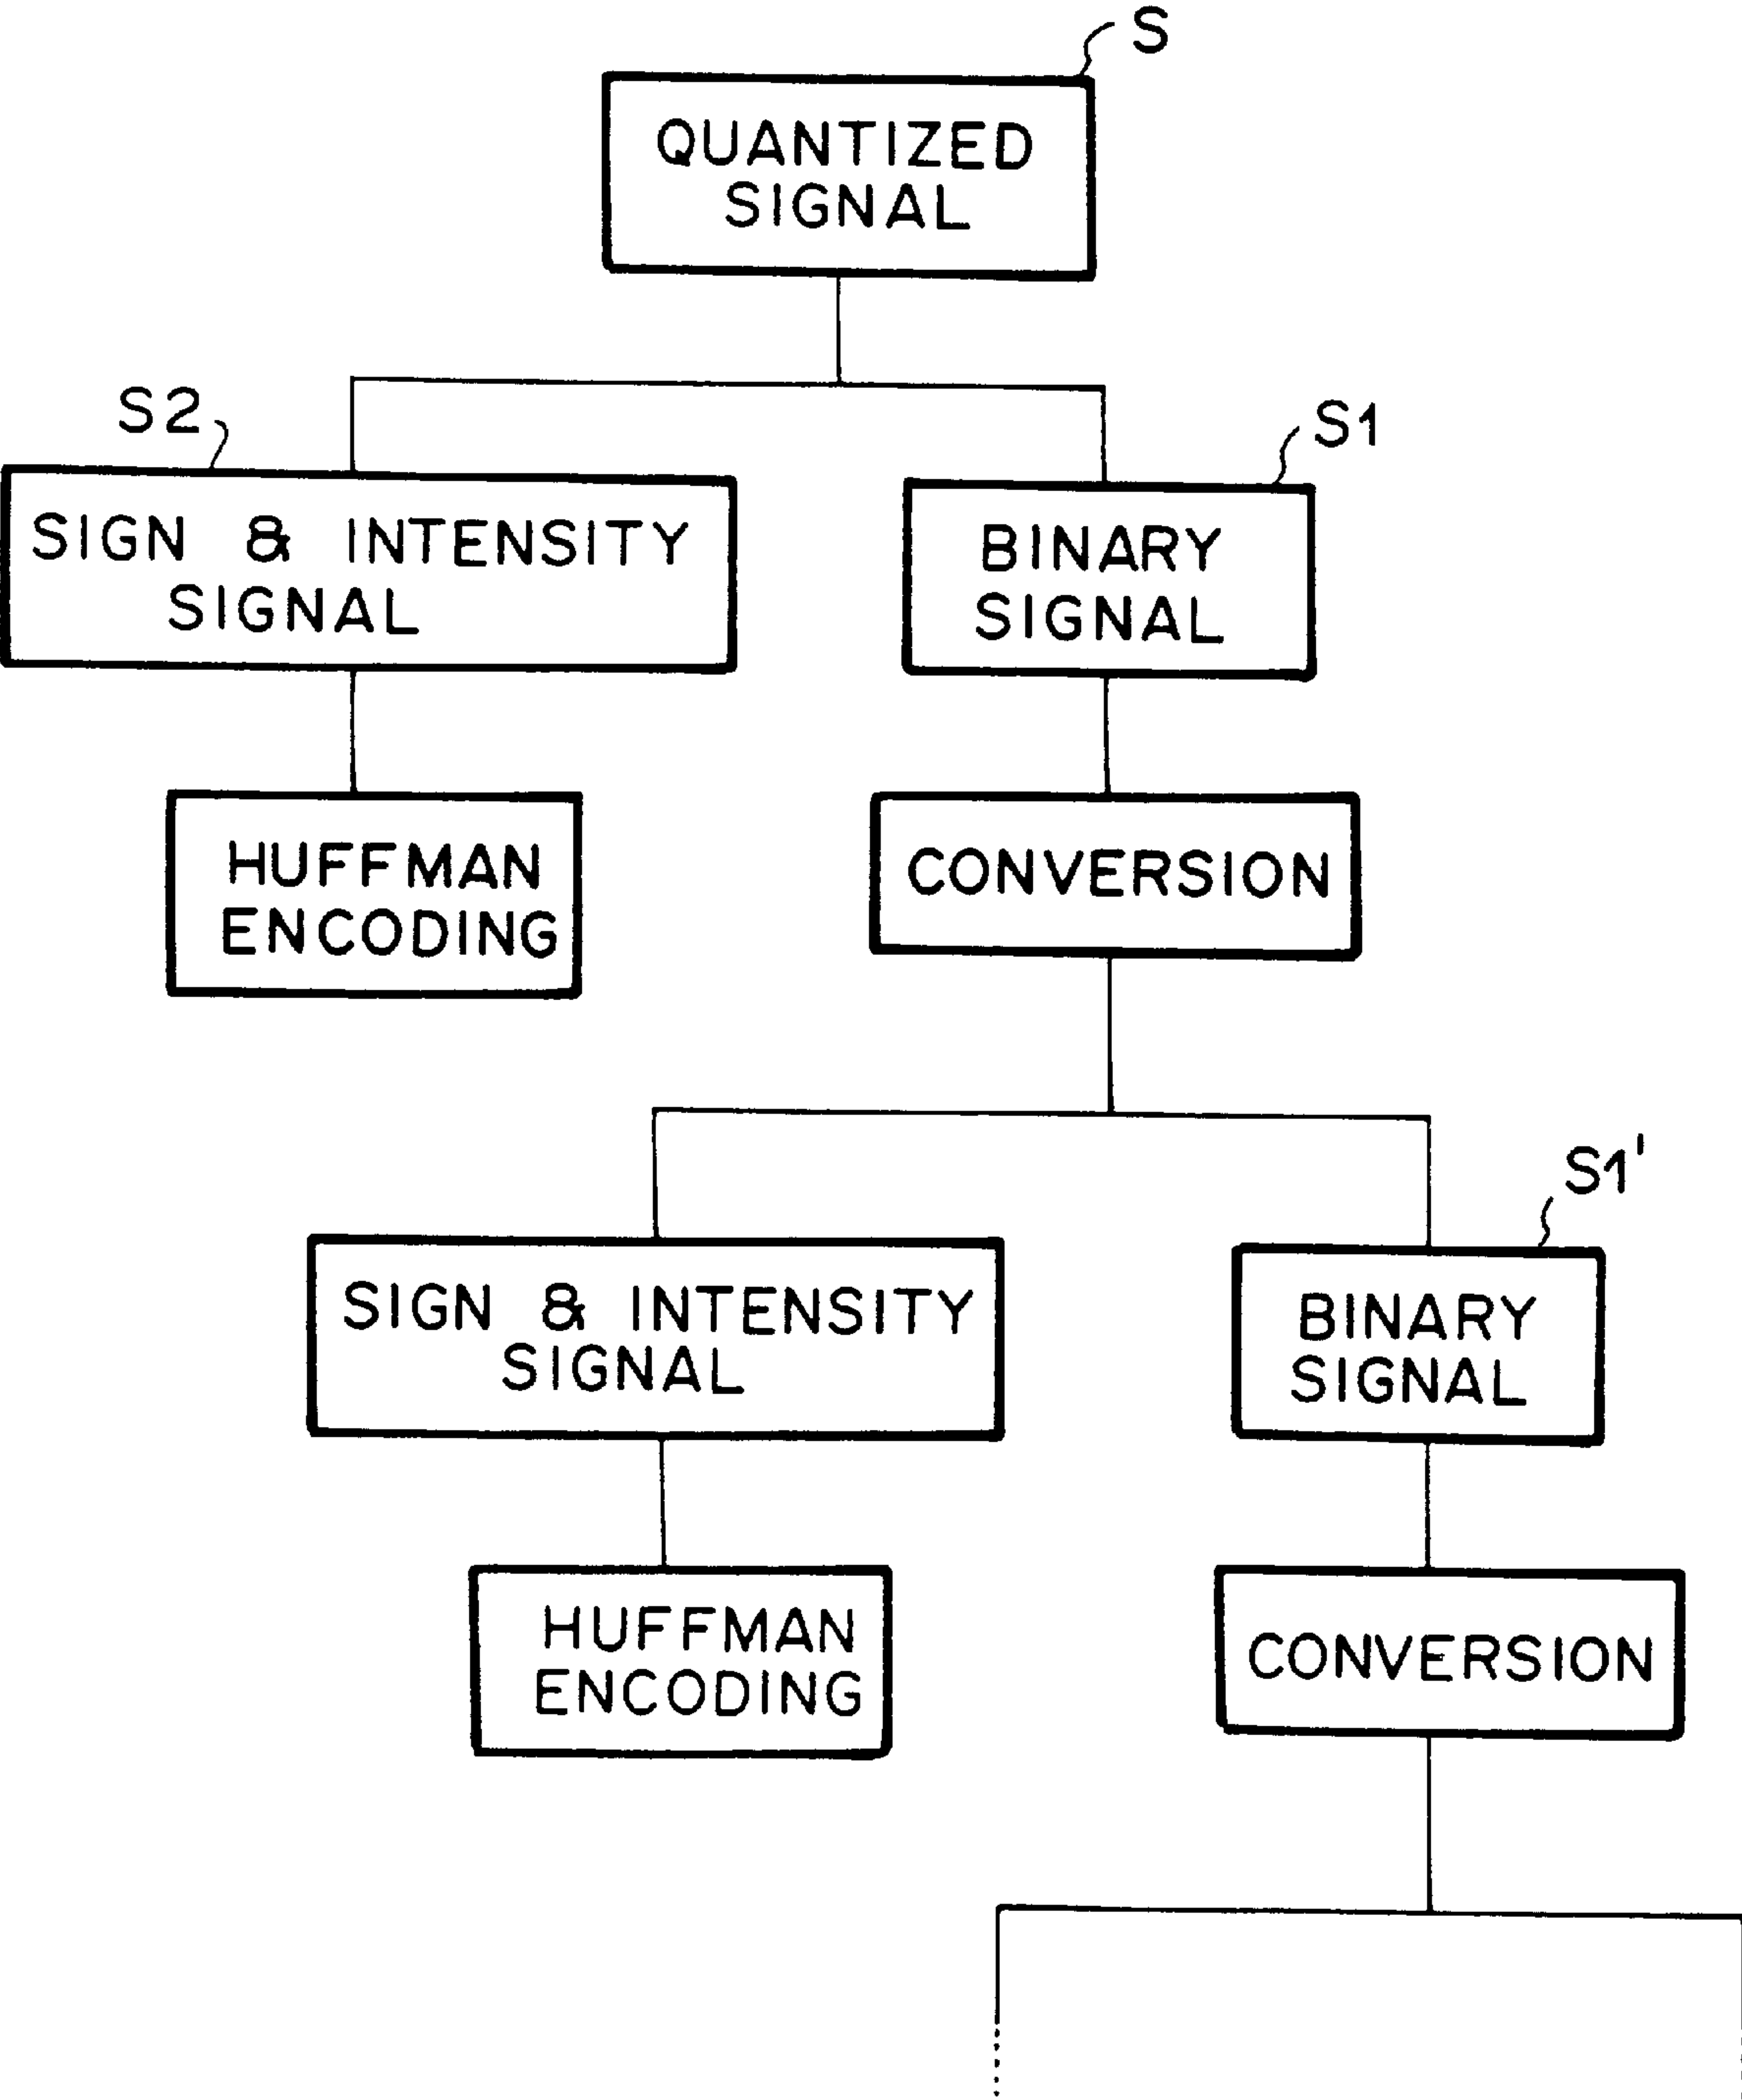 S
QUANTIZED
SIGNAL
S2
S1
SIGN & INTENSITY
SIGNAL
BINARY
SIGNAL
HUFFMAN
ENCODING
CONVERSION
S1'
SIGN & INTENSITY
SIGNAL
BINARY
SIGNAL
HUFFMAN
ENCODING
CONVERSION